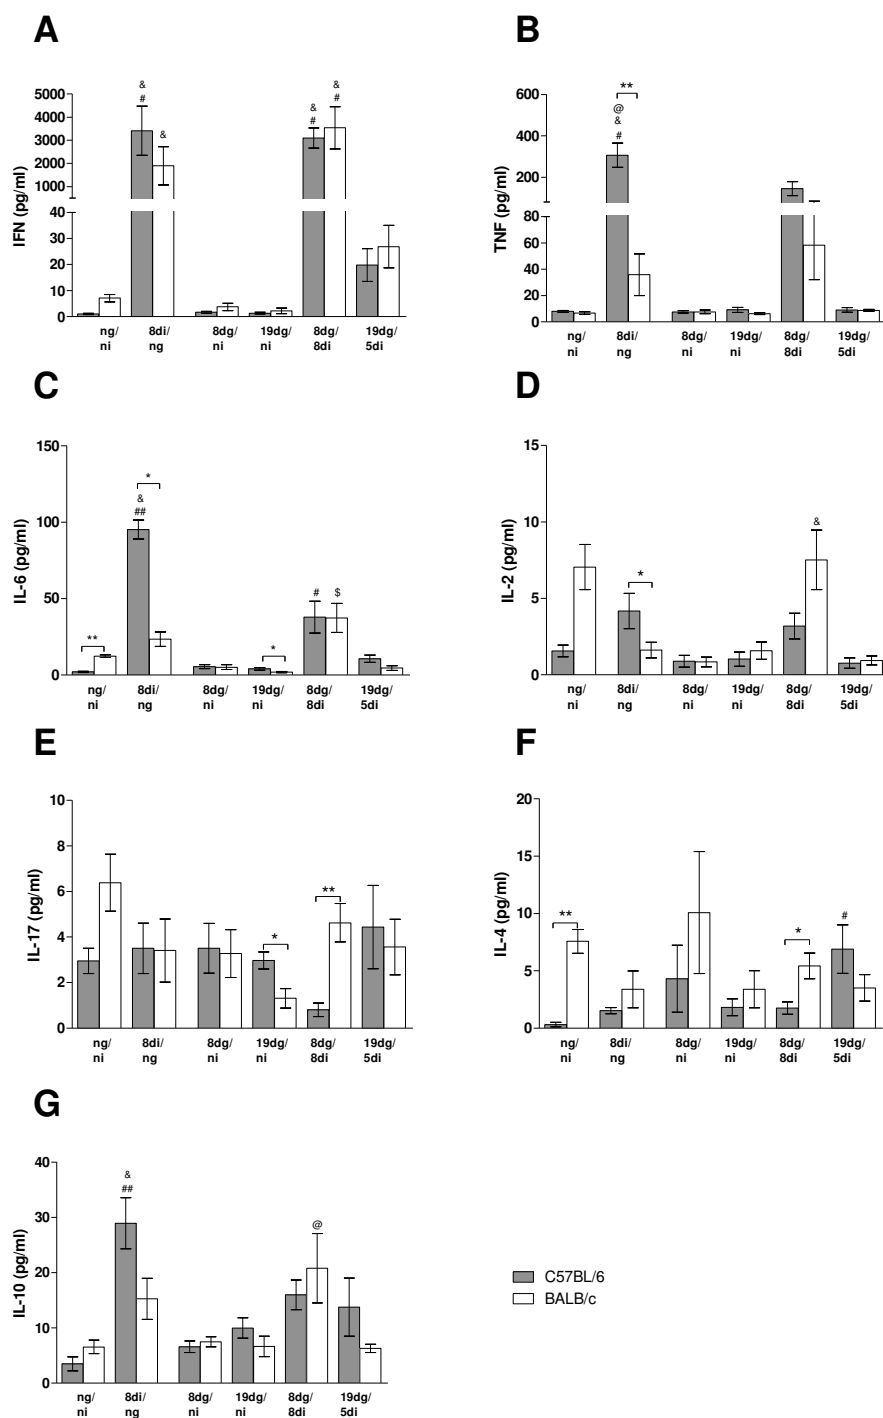 A
IFN (pg/ml)
5000
4000
3000
2000
1000
40
30
20
10
0
&
#
&
&
#
&
#
ng/ 8di/ 8dg/ 19dg/ 8dg/ 19dg/
ni ng ni ni 8di 5di
B
TNF (pg/ml)
600
400
200
80
60
40
20
0
**
@
&
#
ng/ 8di/ 8dg/ 19dg/ 8dg/ 19dg/
ni ng ni ni 8di 5di
C
IL-6 (pg/ml)
150
100
50
0
**
*
&
##
*
#
$
ng/ 8di/ 8dg/ 19dg/ 8dg/ 19dg/
ni ng ni ni 8di 5di
D
IL-2 (pg/ml)
15
10
5
0
*
&
ng/ 8di/ 8dg/ 19dg/ 8dg/ 19dg/
ni ng ni ni 8di 5di
E
IL-17 (pg/ml)
10
8
6
4
2
0
*
**
ng/ 8di/ 8dg/ 19dg/ 8dg/ 19dg/
ni ng ni ni 8di 5di
F
IL-4 (pg/ml)
20
15
10
5
0
**
*
#
ng/ 8di/ 8dg/ 19dg/ 8dg/ 19dg/
ni ng ni ni 8di 5di
G
IL-10 (pg/ml)
40
30
20
10
0
&
##
@
ng/ 8di/ 8dg/ 19dg/ 8dg/ 19dg/
ni ng ni ni 8di 5di
C57BL/6
BALB/c